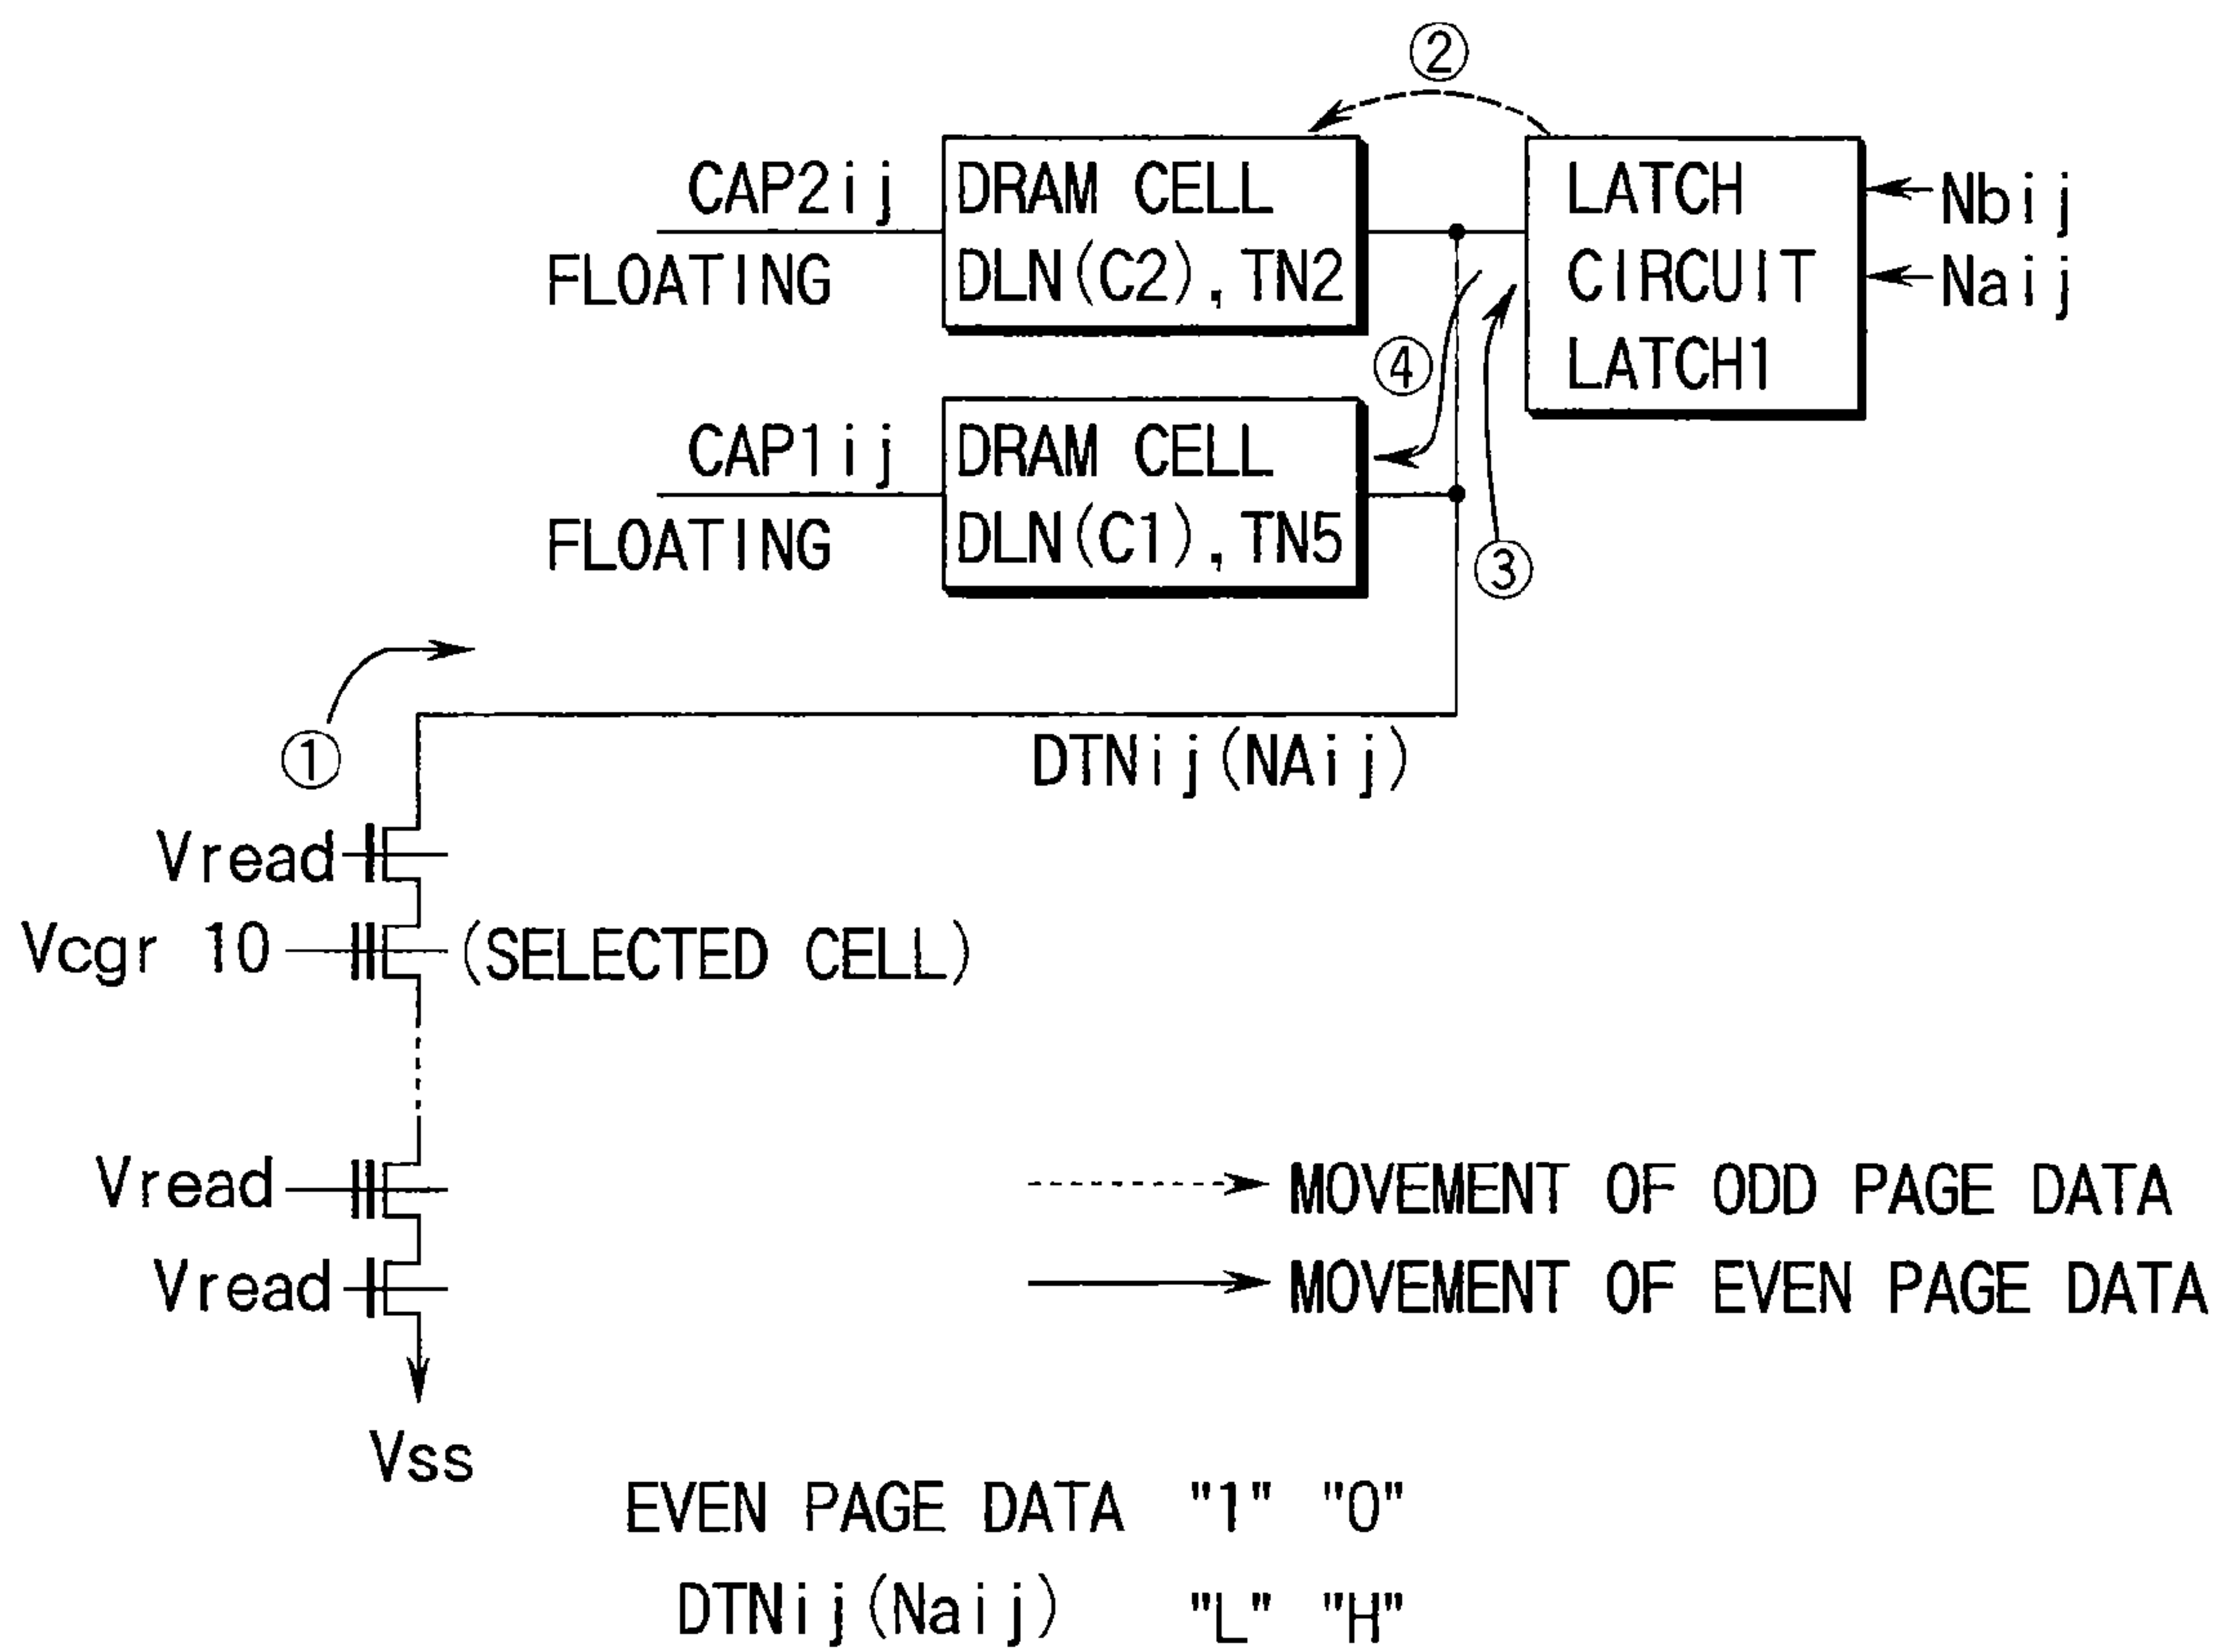 ②
CAP2ij
FLOATING
DRAM CELL
DLN(C2),TN2
LATCH
CIRCUIT
LATCH1
Nbij
Naij
④
CAP1ij
FLOATING
DRAM CELL
DLN(C1),TN5
③
①
DTNij(NAij)
Vread
Vcgr 10
(SELECTED CELL)
Vread
MOVEMENT OF ODD PAGE DATA
Vread
MOVEMENT OF EVEN PAGE DATA
Vss
EVEN PAGE DATA "1" "0"
DTNij(Naij) "L" "H"